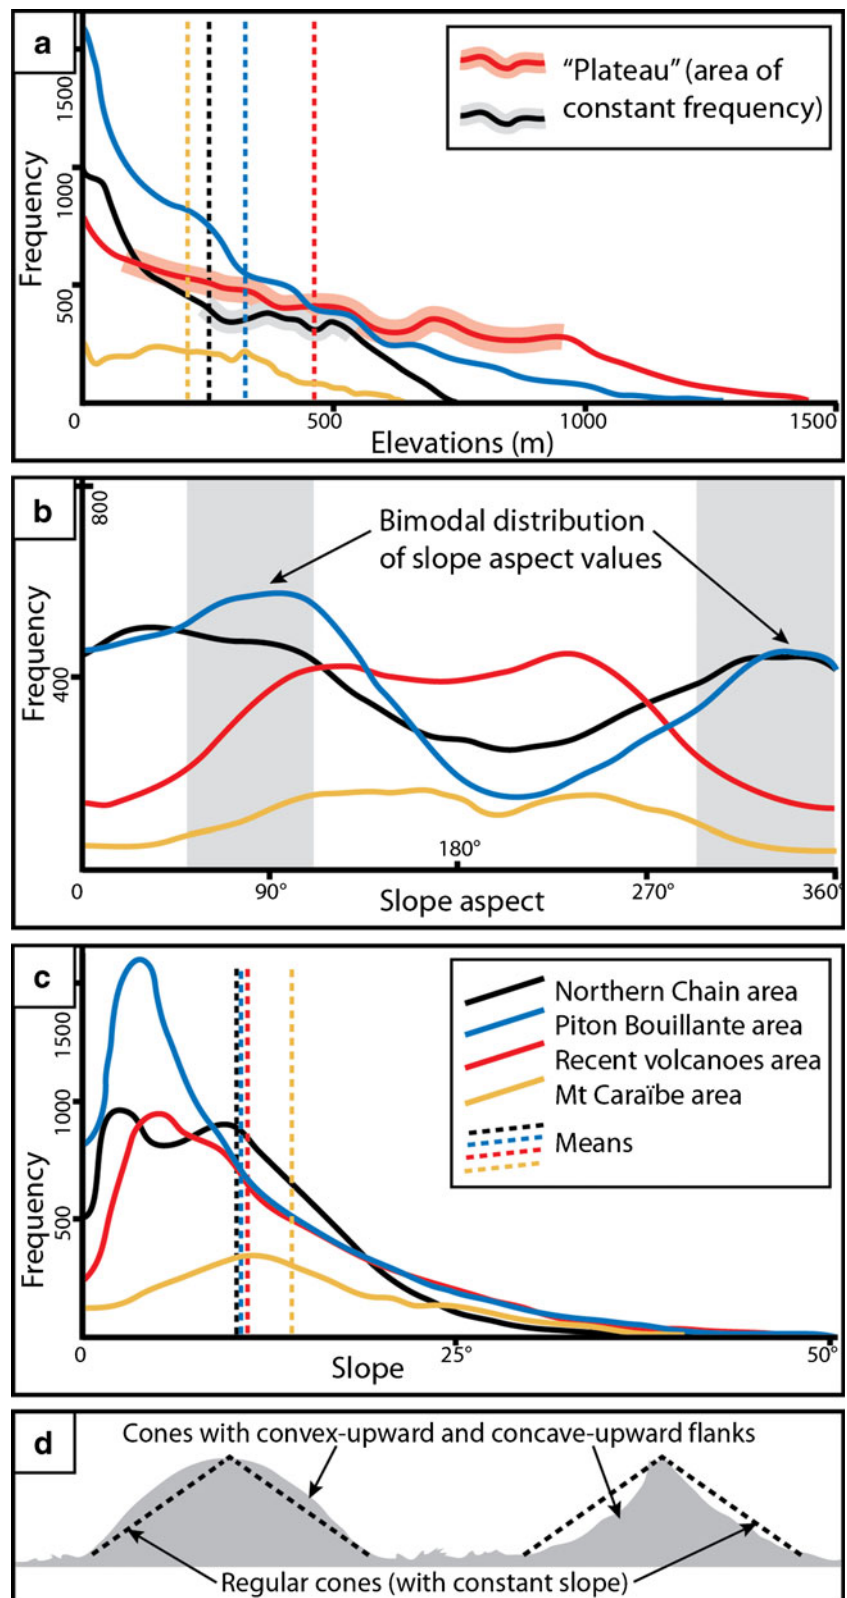 a
1500
1000
500
Frequency
"Plateau" (area of
constant frequency)
0
500
1000
1500
Elevations (m)
b
800
400
Frequency
Bimodal distribution
of slope aspect values
180°
0
90°
270°
360°
Slope aspect
c
1500
1000
500
Frequency
Northern Chain area
Piton Bouillante area
Recent volcanoes area
Mt Caraïbe area
Means
0
25°
50°
Slope
d
Cones with convex-upward and concave-upward flanks
Regular cones (with constant slope)